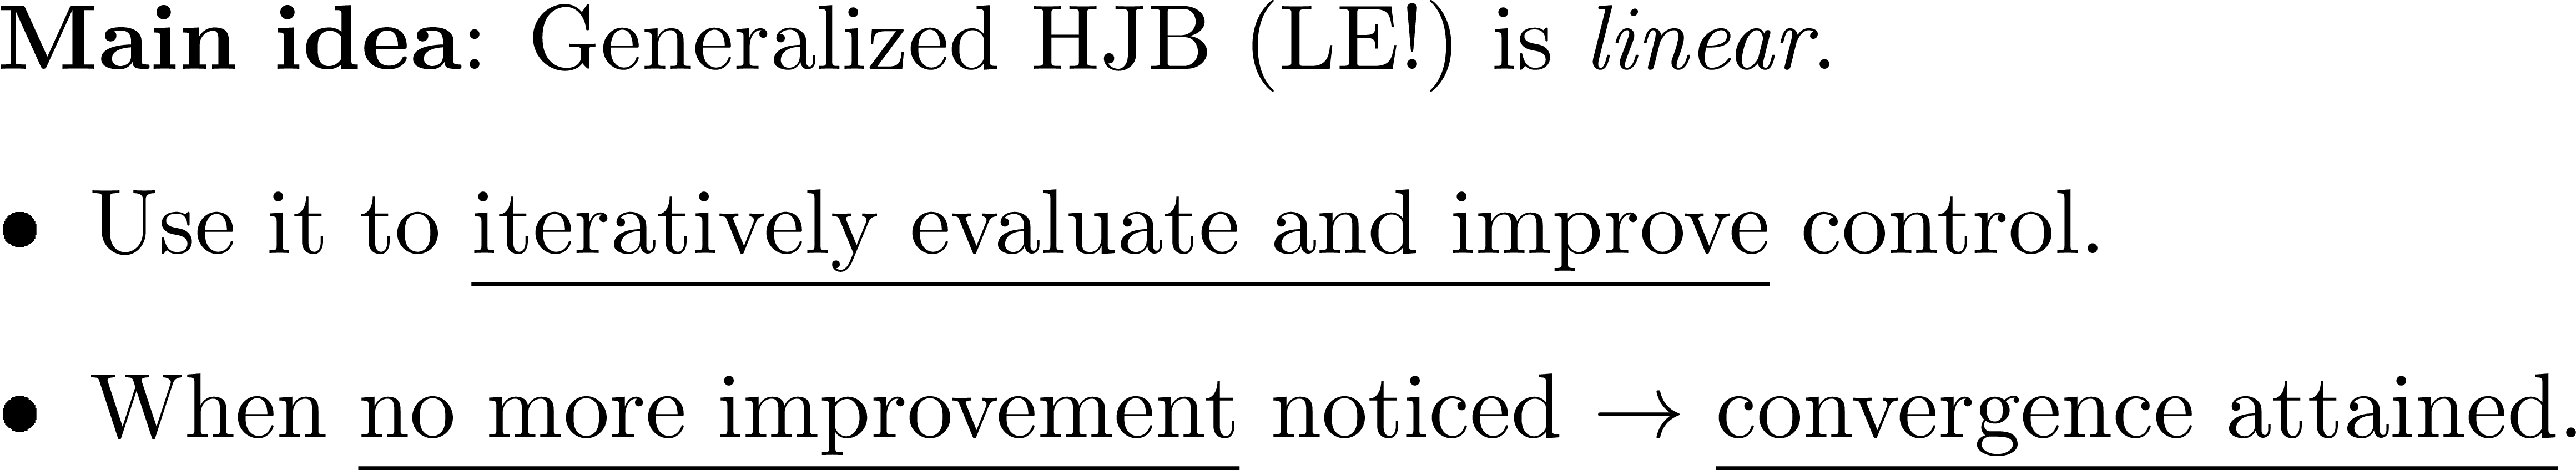 Main idea: Generalized HJB (LE!) is linear.
• Use it to iteratively evaluate and improve control.
• When no more improvement noticed → convergence attained.